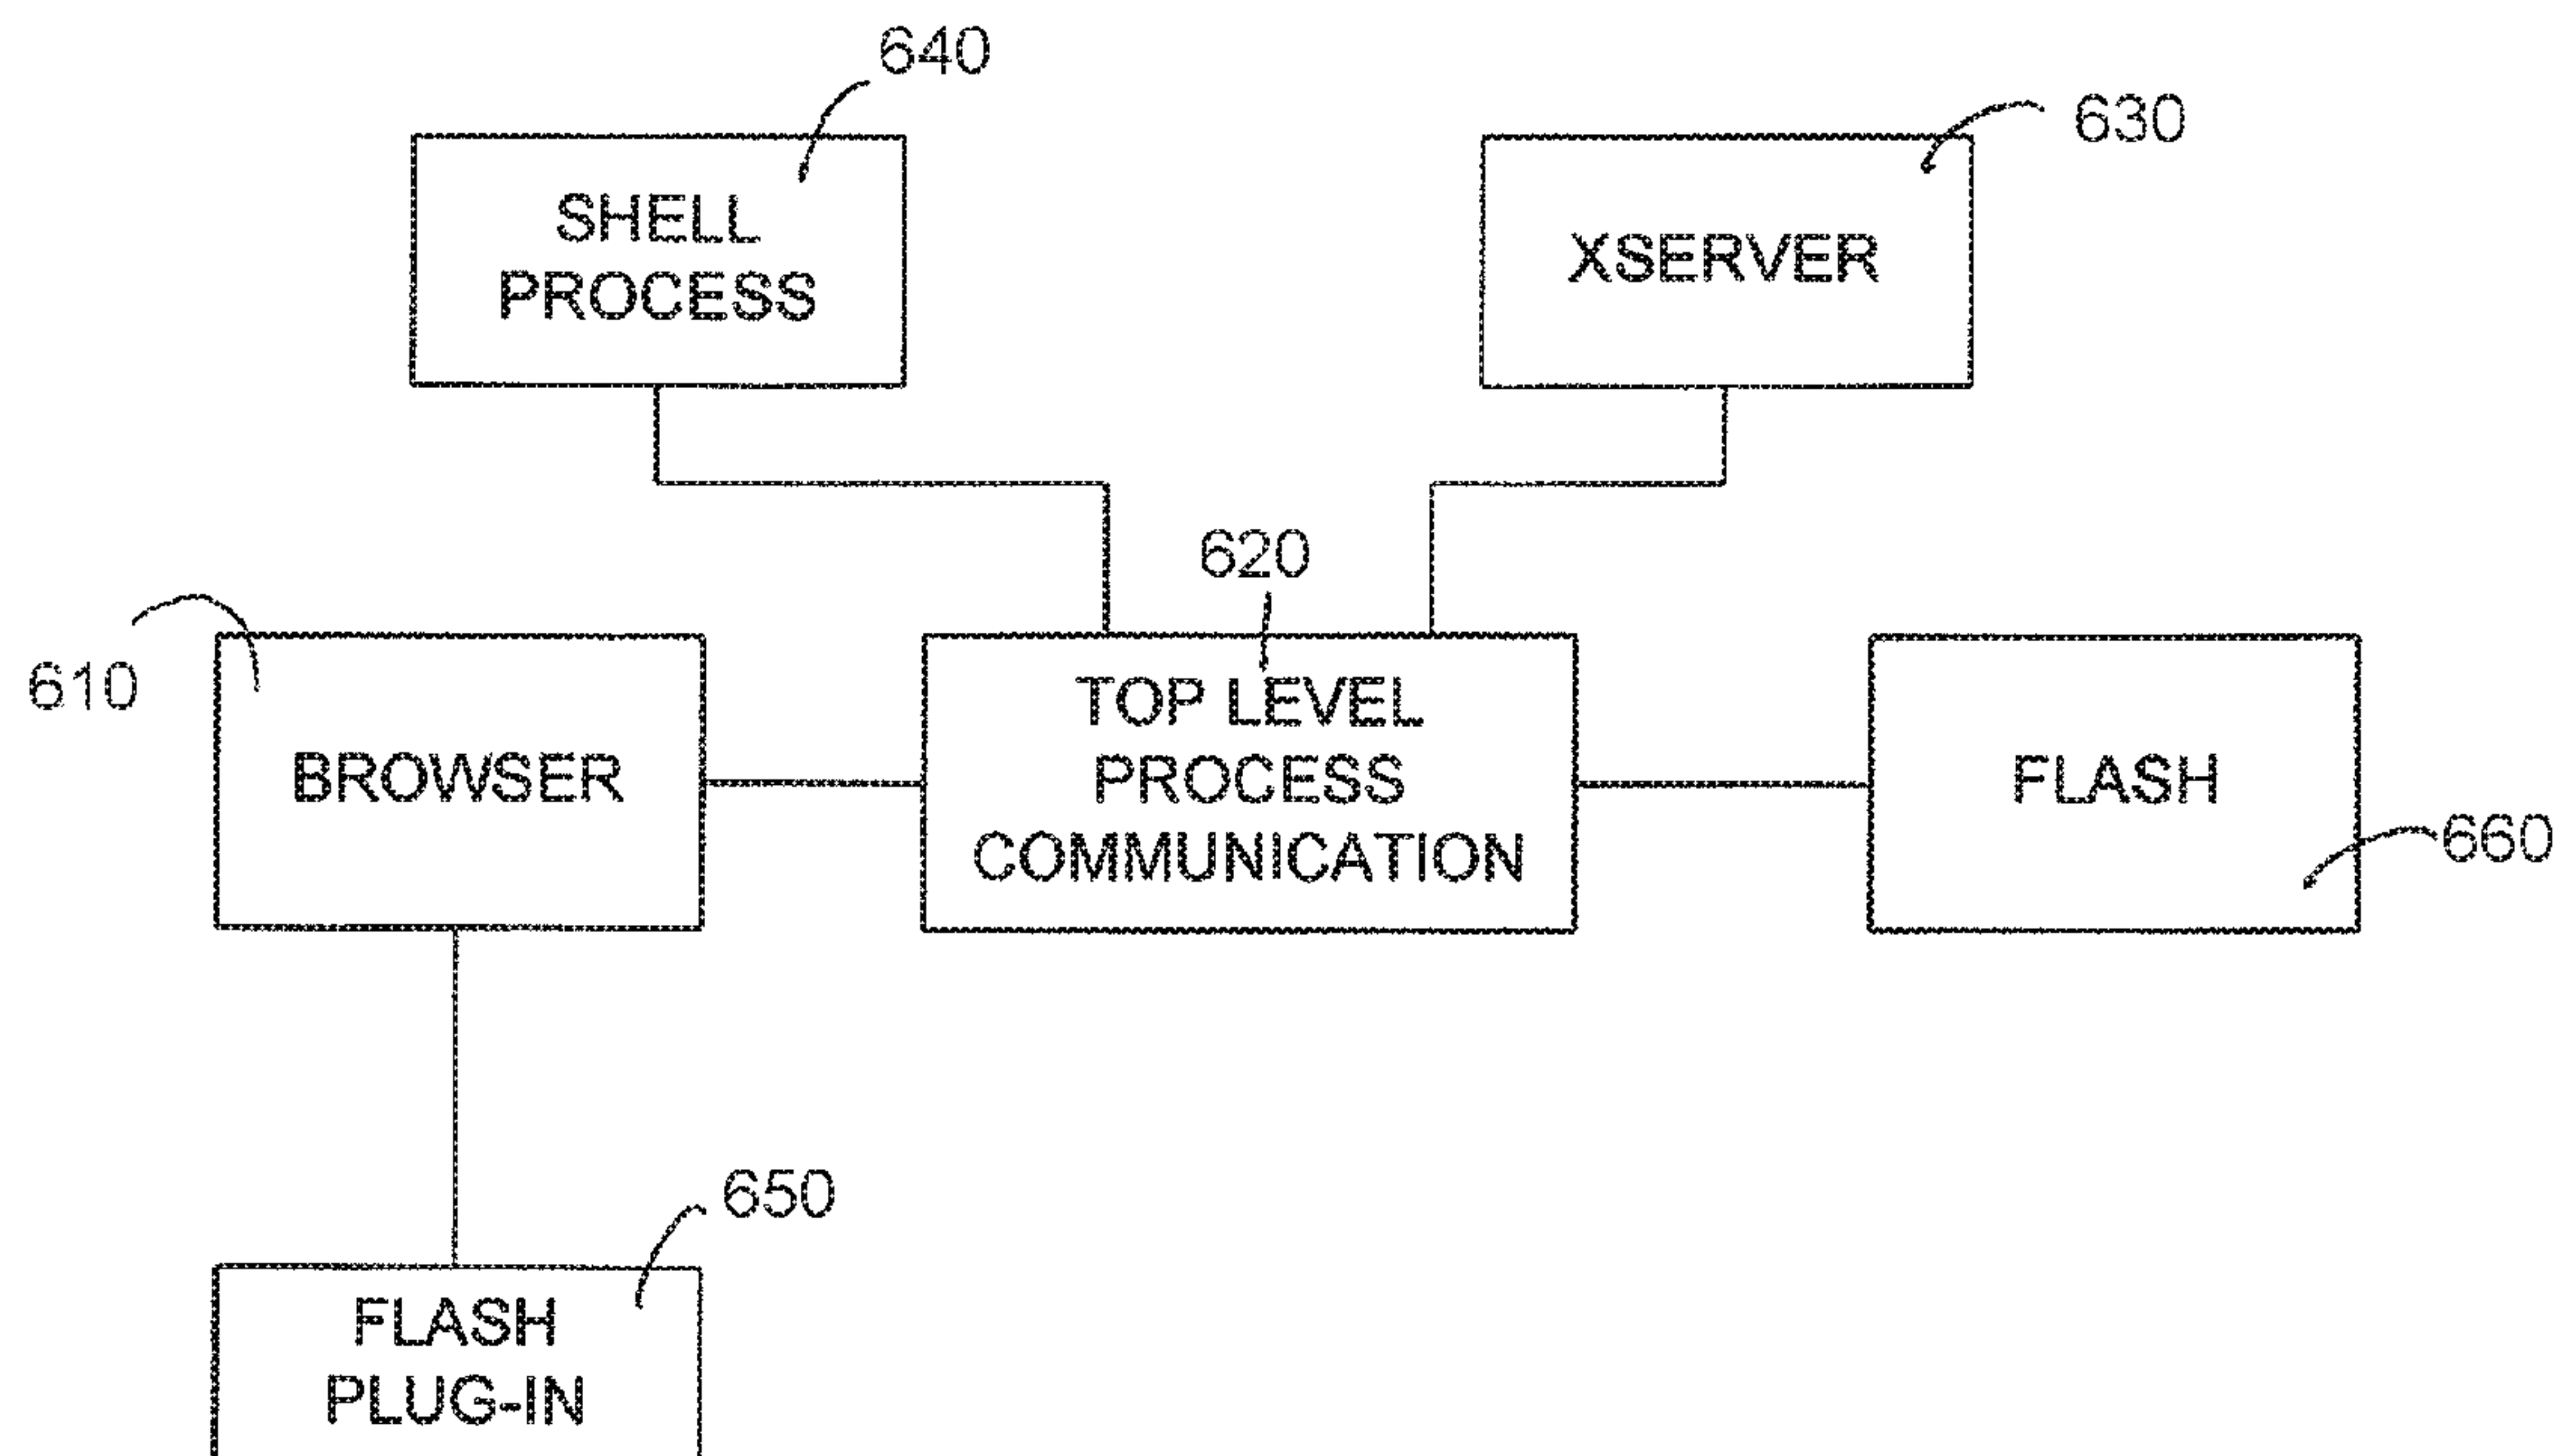 640
630
SHELL
PROCESS
XSERVER
620
610
TOP LEVEL
PROCESS
COMMUNICATION
BROWSER
FLASH
660
650
FLASH
PLUG-IN